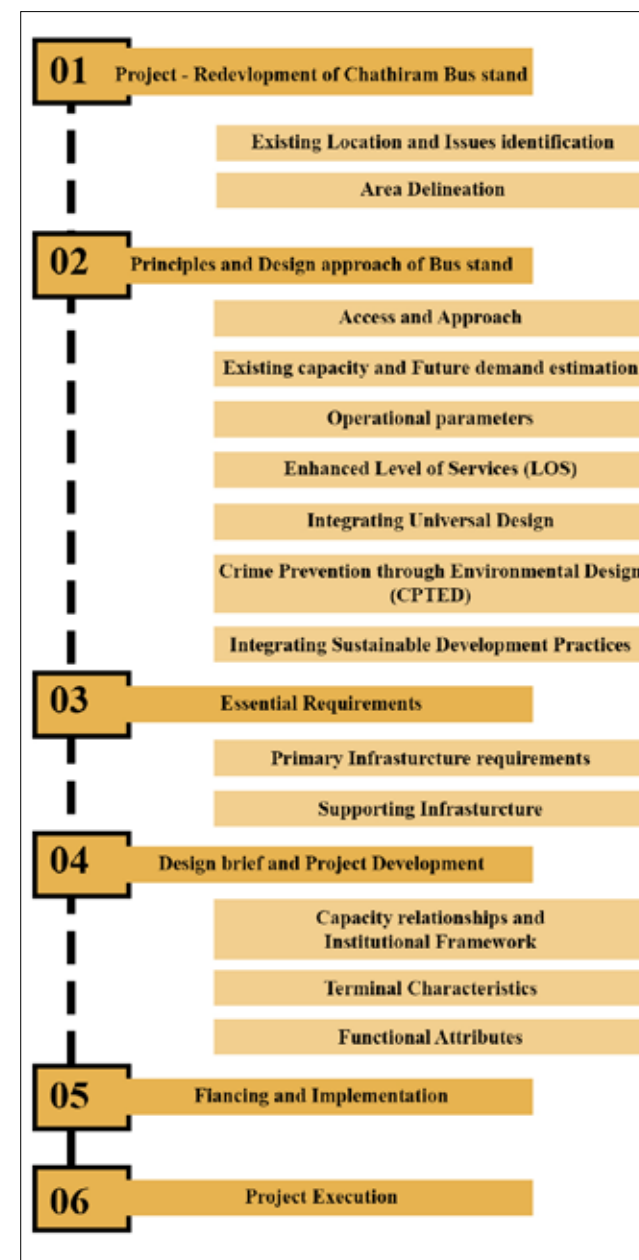 01
Project - Redevlopment of Chathiram Bus stand
Existing Location and Issues identification
Area Delineation
02
Principles and Design approach of Bus stand
Access and Approach
Existing capacity and Future demand estimation
Operational parameters
Enhanced Level of Services (LOS)
Integrating Universal Design
Crime Prevention through Environmental Design
(CPTED)
Integrating Sustainable Development Practices
03
Essential Requirements
Primary Infrasturcture requirements
Supporting Infrasturcture
04
Design brief and Project Development
Capacity relationships and
Institutional Framework
Terminal Characteristics
Functional Attributes
05
Fiancing and Implementation
06
Project Execution